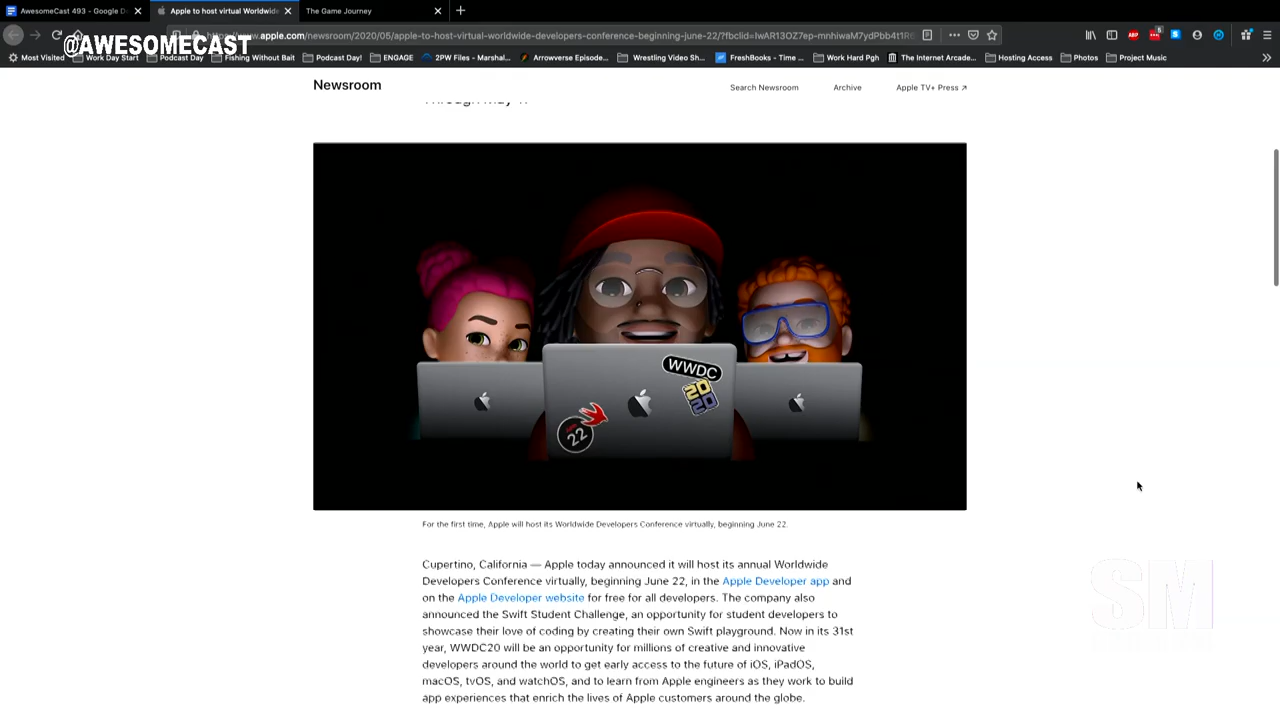 AwesomeCast 493 - Google D
Apple to host virtual Worldwide
The Game Journey
@AWESOMECAST
www.apple.com/newsroom/2020/05/apple-to-host-virtual-worldwide-developers-conference-beginning-june-22/
Most Visited
Work Day Start
Podcast Day
Fishing Without Bait
Podcast Day!
ENGAGE
2PW Files - Marshal...
Arrowverse Episode...
Wrestling Video Sh...
FreshBooks - Time ...
Work Hard Pgh
The Internet Arcade...
Hosting Access
Photos
Project Music
Newsroom
Search Newsroom
Archive
Apple TV+ Press
WWDC
20
20
22
For the first time, Apple will host its Worldwide Developers Conference virtually, beginning June 22.
Cupertino, California — Apple today announced it will host its annual Worldwide
Developers Conference virtually, beginning June 22, in the Apple Developer app and
on the Apple Developer website for free for all developers. The company also
announced the Swift Student Challenge, an opportunity for student developers to
showcase their love of coding by creating their own Swift playground. Now in its 31st
year, WWDC20 will be an opportunity for millions of creative and innovative
developers around the world to get early access to the future of iOS, iPadOS,
macOS, tvOS, and watchOS, and to learn from Apple engineers as they work to build
app experiences that enrich the lives of Apple customers around the globe.
SM